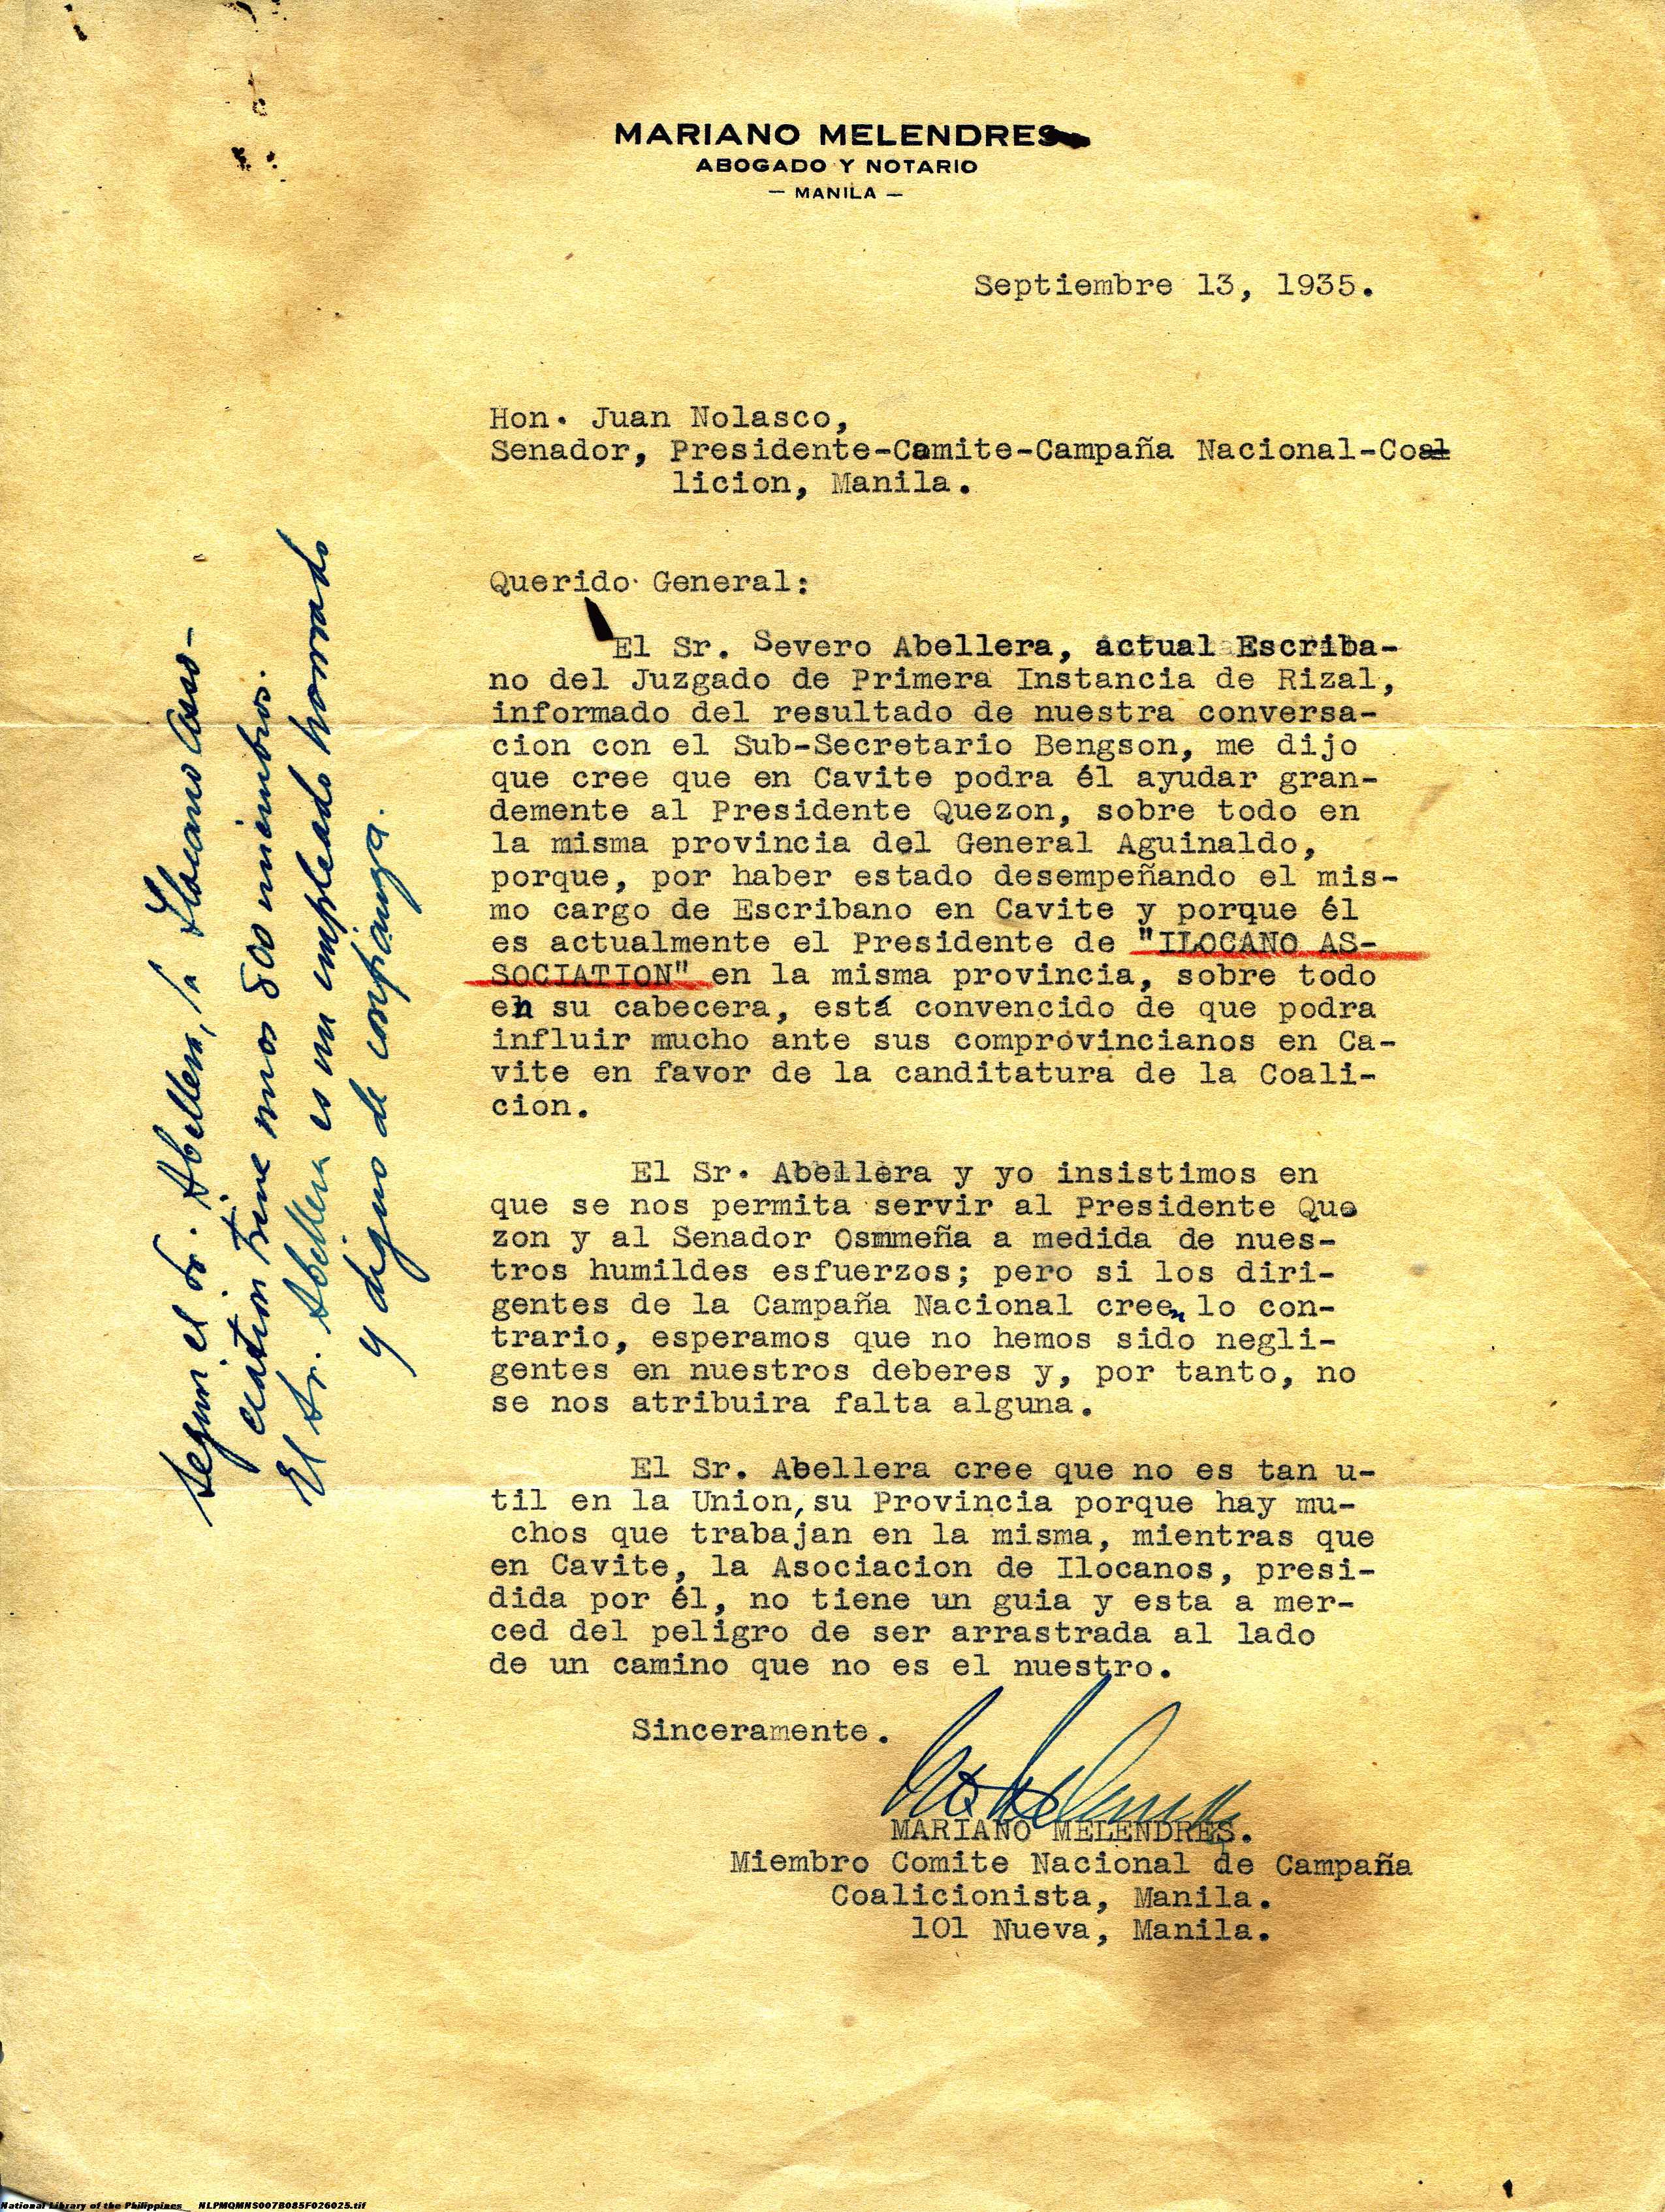 MARIANO MELENDRES
ABOGADO Y NOTARIO
— MANILA —
Septiembre 13, 1935.
Hon. Juan Nolasco,
Senador, Presidente-Comite-Campaña Nacional-Coal
licion, Manila.
Querido General:
El Sr. Severo Abellera, actual Escriba-
no del Juzgado de Primera Instancia de Rizal,
informado del resultado de nuestra conversa-
cion con el Sub-Secretario Bengson, me dijo
que cree que en Cavite podra él ayudar gran-
demente al Presidente Quezon, sobre todo en
la misma provincia del General Aguinaldo,
porque, por haber estado desempeñando el mis-
mo cargo de Escribano en Cavite y porque él
es actualmente el Presidente de "ILOCANO AS-
SOCIATION" en la misma provincia, sobre todo
en su cabecera, está convencido de que podra
influir mucho ante sus comprovincianos en Ca-
vite en favor de la canditatura de la Coali-
cion.
El Sr. Abellera y yo insistimos en
que se nos permita servir al Presidente Que
zon y al Senador Osmmeña a medida de nues-
tros humildes esfuerzos; pero si los diri-
gentes de la Campaña Nacional creen lo con-
trario, esperamos que no hemos sido negli-
gentes en nuestros deberes y, por tanto, no
se nos atribuira falta alguna.
El Sr. Abellera cree que no es tan u-
til en la Union, su Provincia porque hay mu-
chos que trabajan en la misma, mientras que
en Cavite, la Asociacion de Ilocanos, presi-
dida por él, no tiene un guia y esta a mer-
ced del peligro de ser arrastrada al lado
de un camino que no es el nuestro.
Sinceramente.
MARIANO MELENDRES.
Miembro Comite Nacional de Campaña
Coalicionista, Manila.
101 Nueva, Manila.
Segun el Sr. Abellera, la Ilocano Asso-
ciation tiene unos 800 miembros.
El Sr. Abellera es un empleado honrado
y digno de confianza.
National Library of the Philippines NLPMQMNS007B085F026025.tif